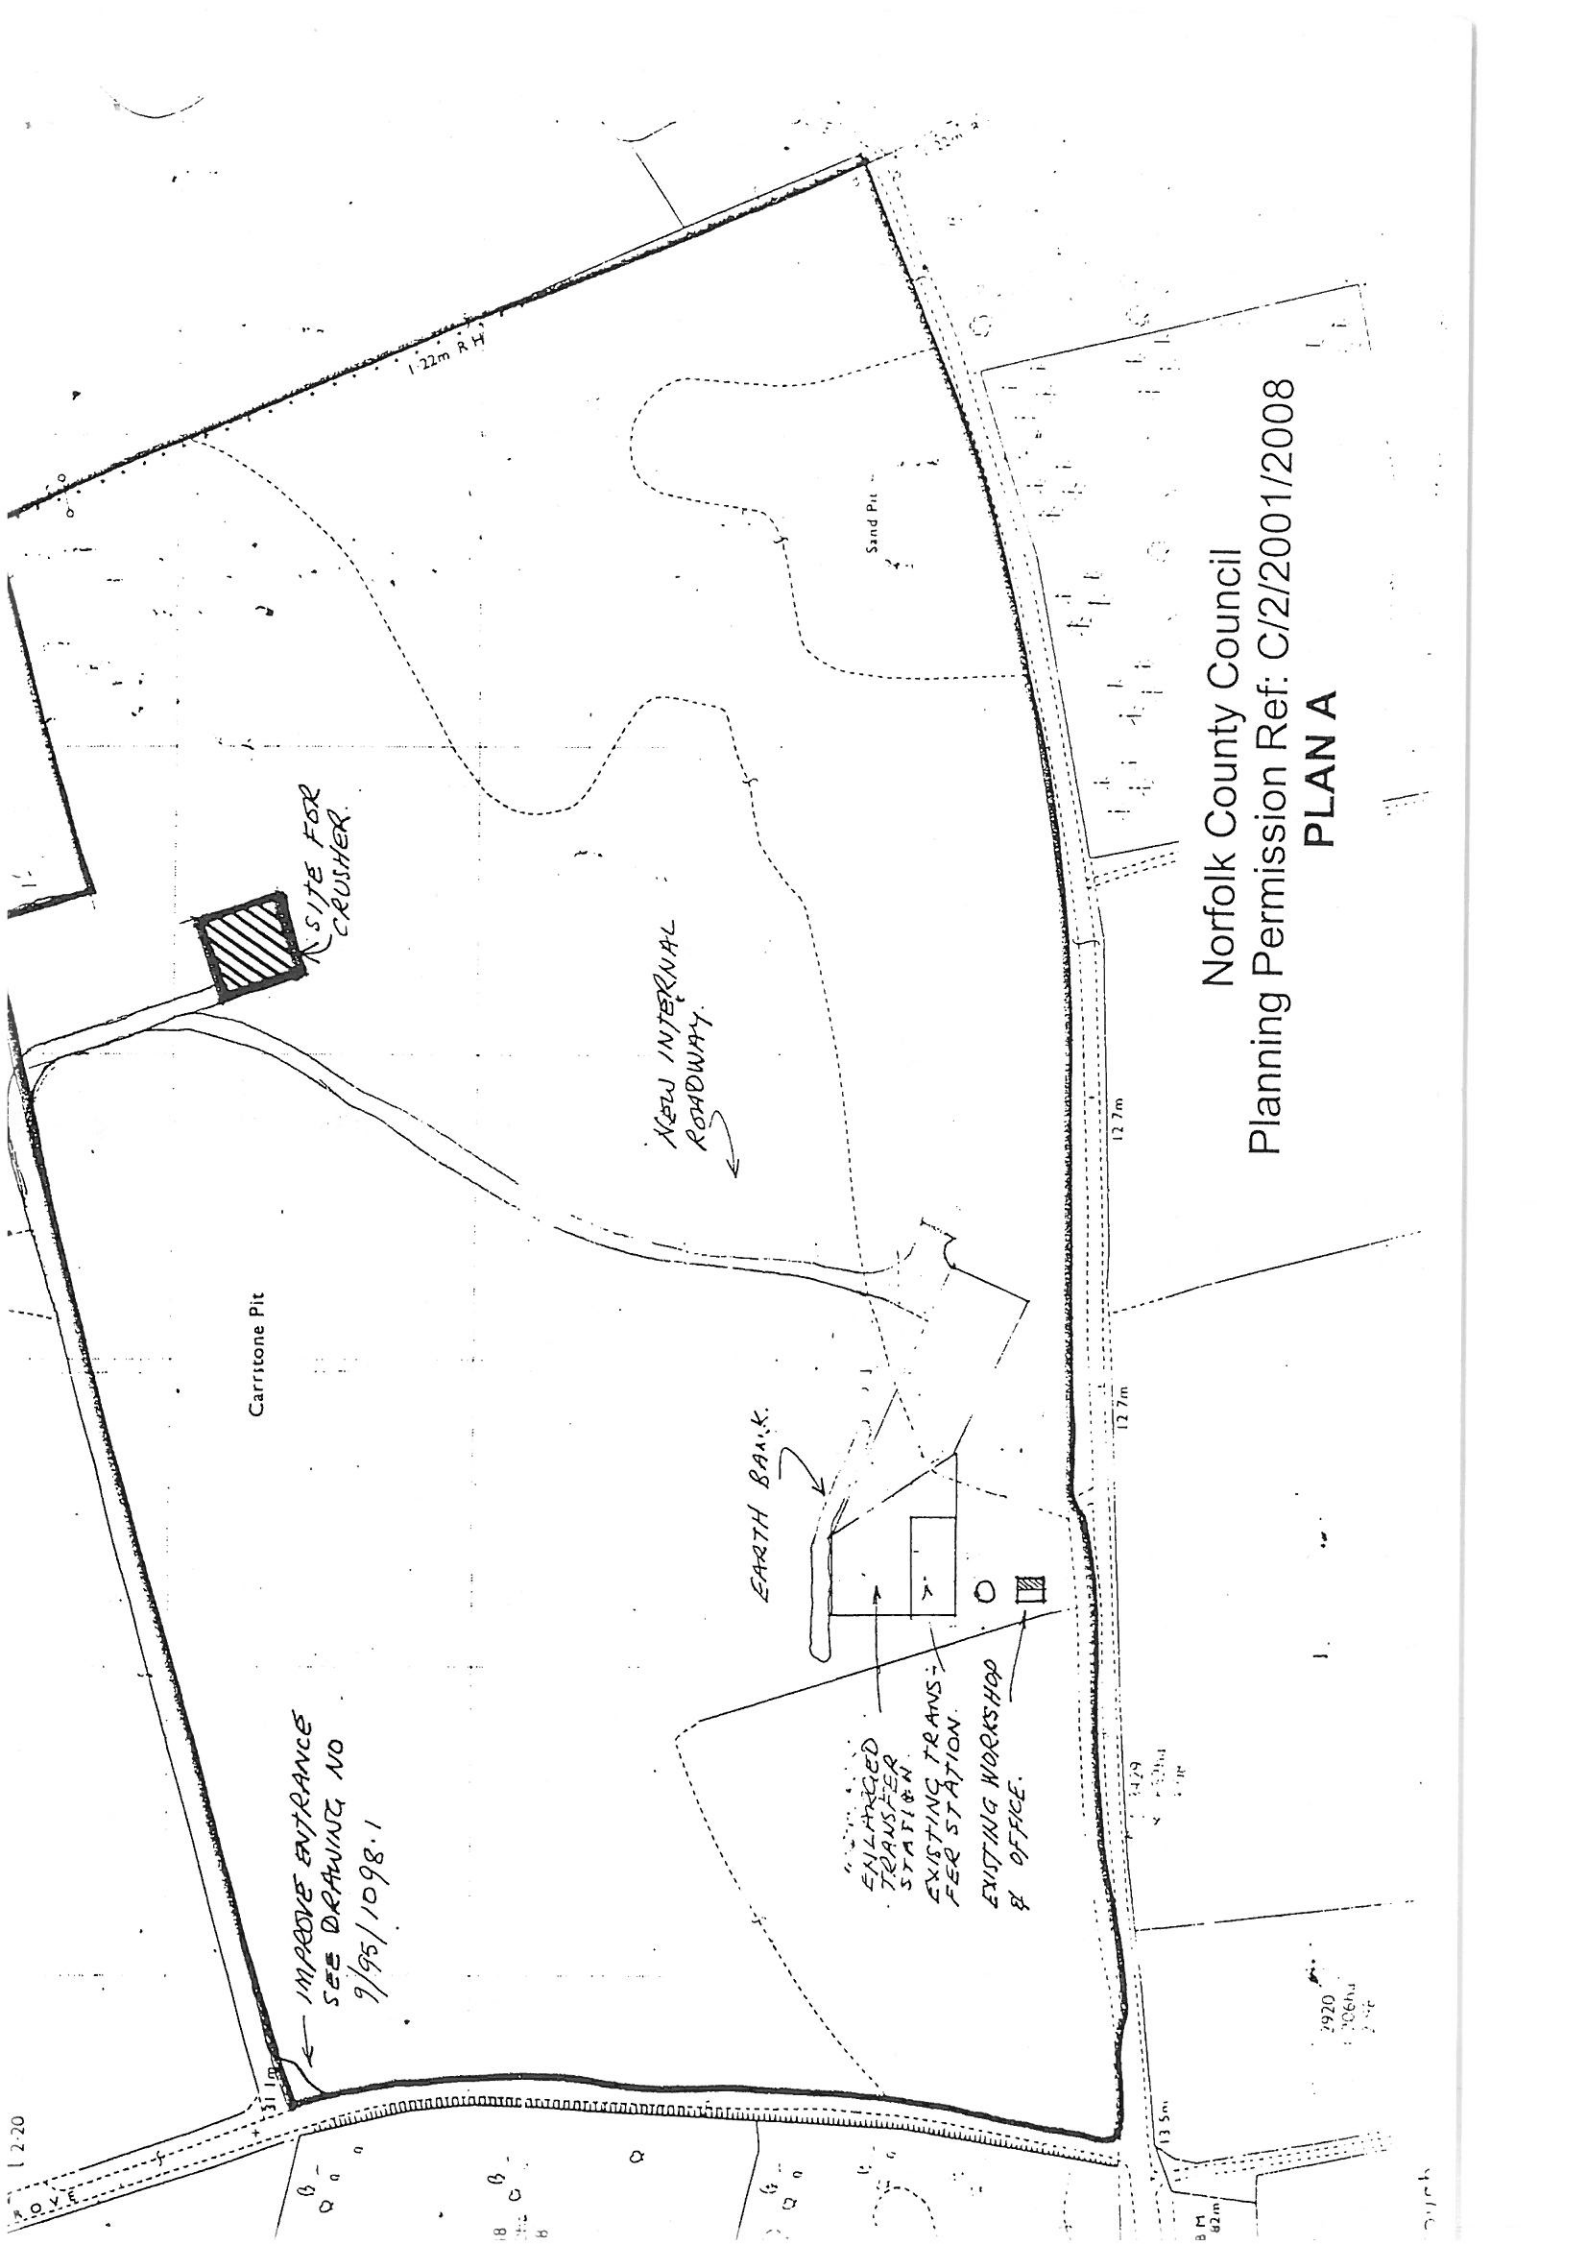 SITE FOR
CRUSHER.
1·22m R H
NEW INTERNAL
ROADWAY.
Sand Pit
Carrstone Pit
IMPROVE ENTRANCE
SEE DRAWING NO
9/95/1098·1
31·1m
EARTH BANK.
ENLARGED
TRANSFER
STATION.
EXISTING TRANS-
FER STATION.
EXISTING WORKSHOP
& OFFICE.
12·7m
12·7m
13·5m
Norfolk County Council
Planning Permission Ref: C/2/2001/2008
PLAN A